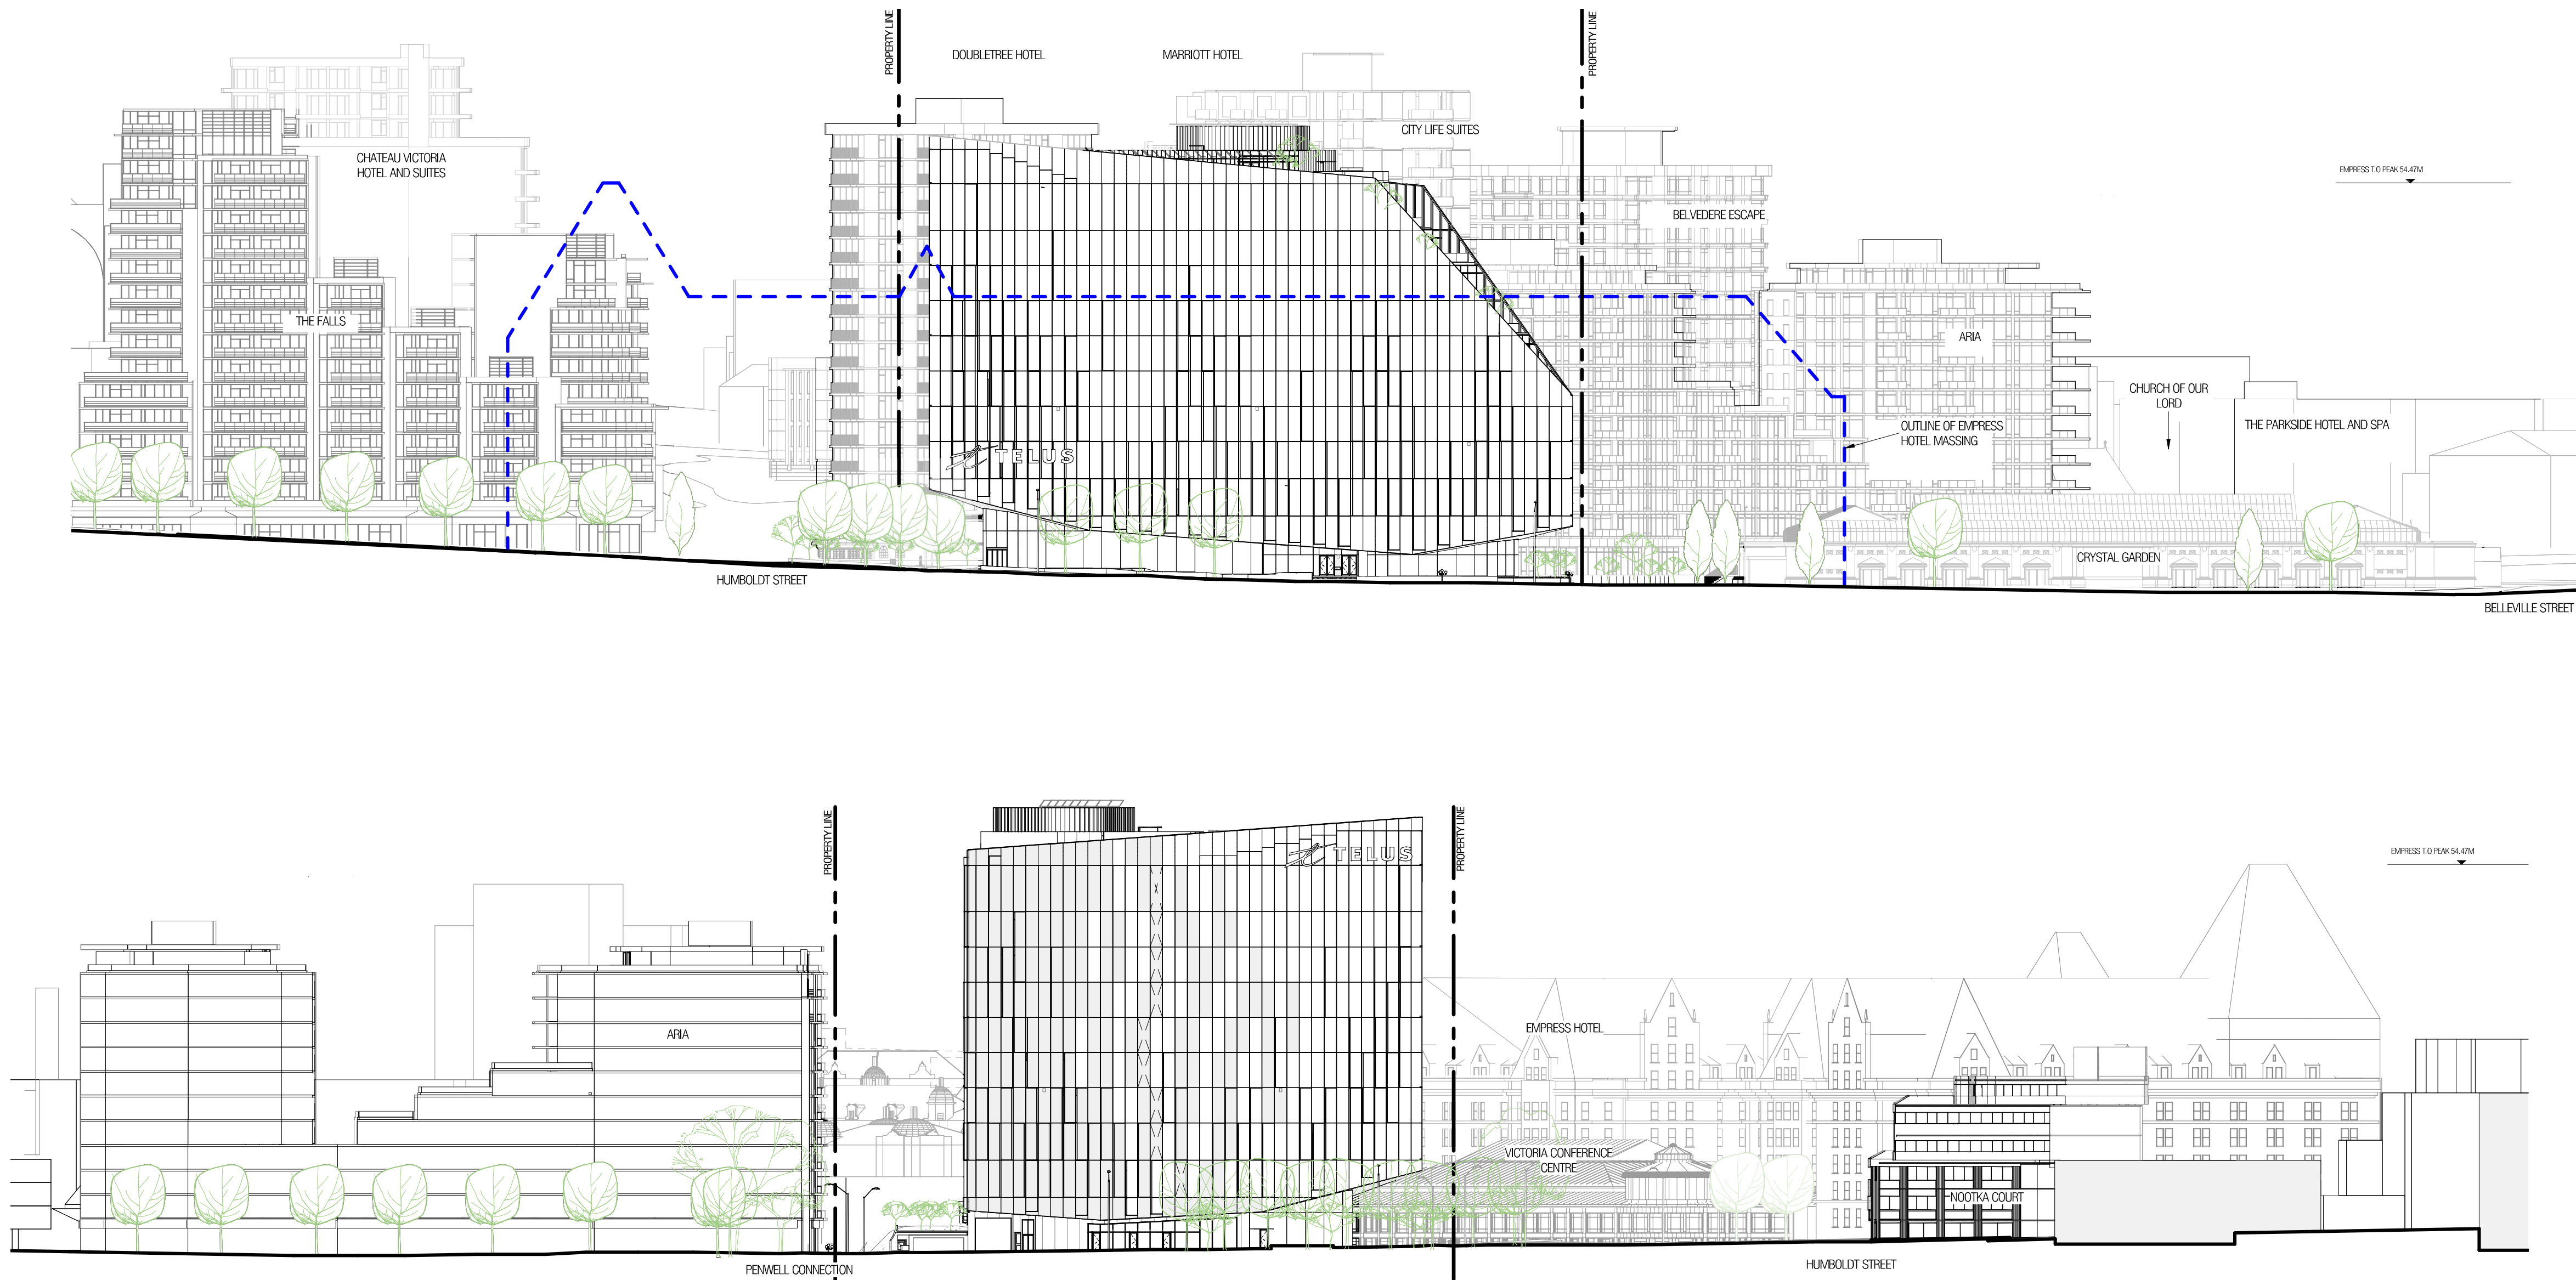 PROPERTY LINE
DOUBLETREE HOTEL
MARRIOTT HOTEL
PROPERTY LINE
CITY LIFE SUITES
CHATEAU VICTORIA
HOTEL AND SUITES
EMPRESS T.O PEAK 54.47M
BELVEDERE ESCAPE
THE FALLS
ARIA
CHURCH OF OUR
LORD
OUTLINE OF EMPRESS
HOTEL MASSING
THE PARKSIDE HOTEL AND SPA
TELUS
CRYSTAL GARDEN
HUMBOLDT STREET
BELLEVILLE STREET
PROPERTY LINE
PROPERTY LINE
TELUS
EMPRESS T.O PEAK 54.47M
ARIA
EMPRESS HOTEL
VICTORIA CONFERENCE
CENTRE
NOOTKA COURT
PENWELL CONNECTION
HUMBOLDT STREET